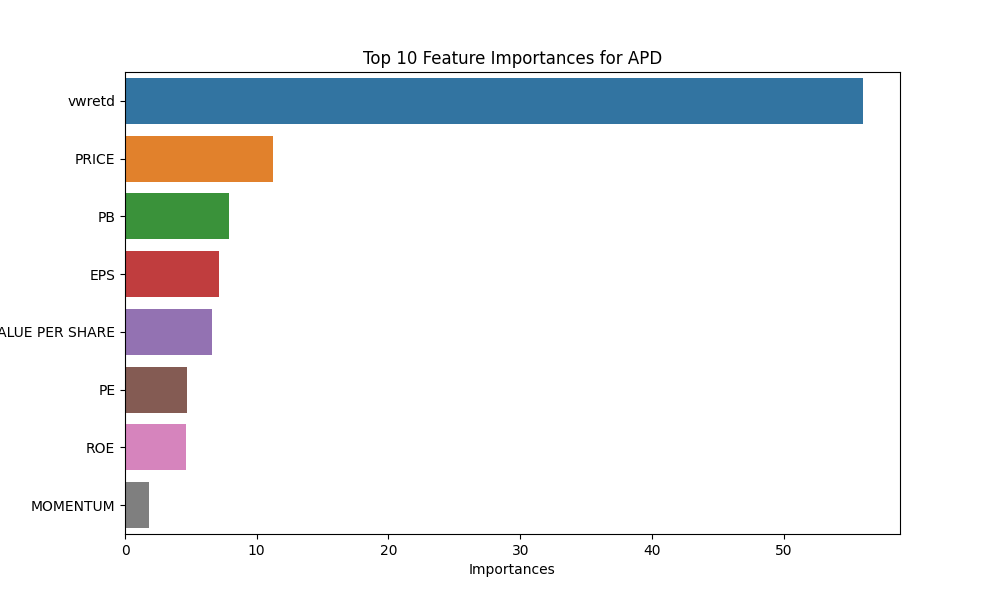 Top 10 Feature Importances for APD
vwretd
PRICE
PB
EPS
ALUE PER SHARE
PE
ROE
MOMENTUM
0 10 20 30 40 50
Importances